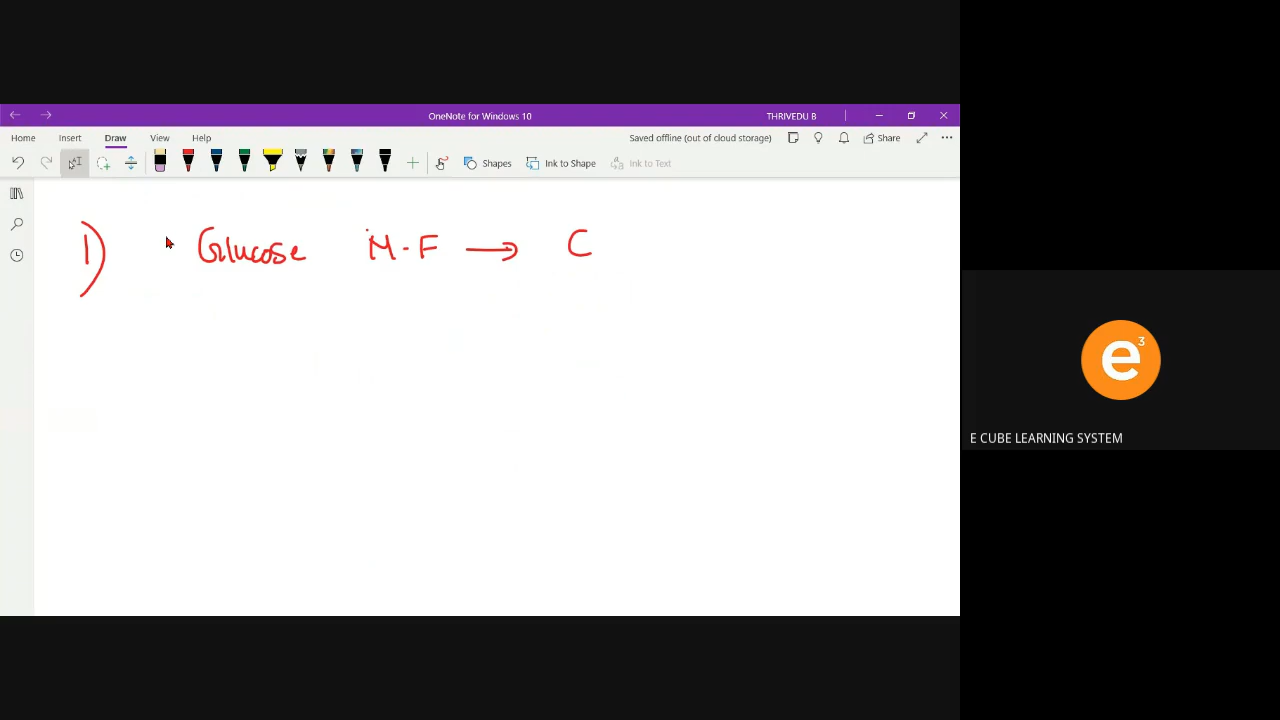 OneNote for Windows 10
THRIVEDU B
Home Insert Draw View Help
Saved offline (out of cloud storage)
Share
Shapes
Ink to Shape
Ink to Text
1) Glucose M-F → C
e3
E CUBE LEARNING SYSTEM